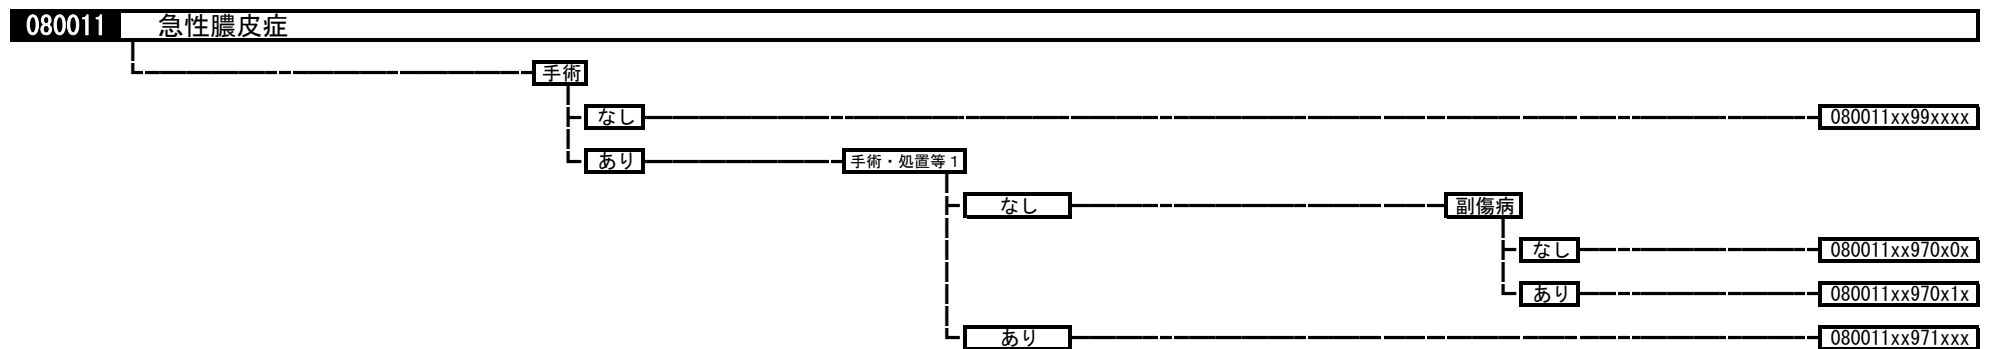 080011 急性膿皮症
手術
なし 080011xx99xxxx
あり 手術・処置等1
なし 副傷病
なし 080011xx970x0x
あり 080011xx970x1x
あり 080011xx971xxx